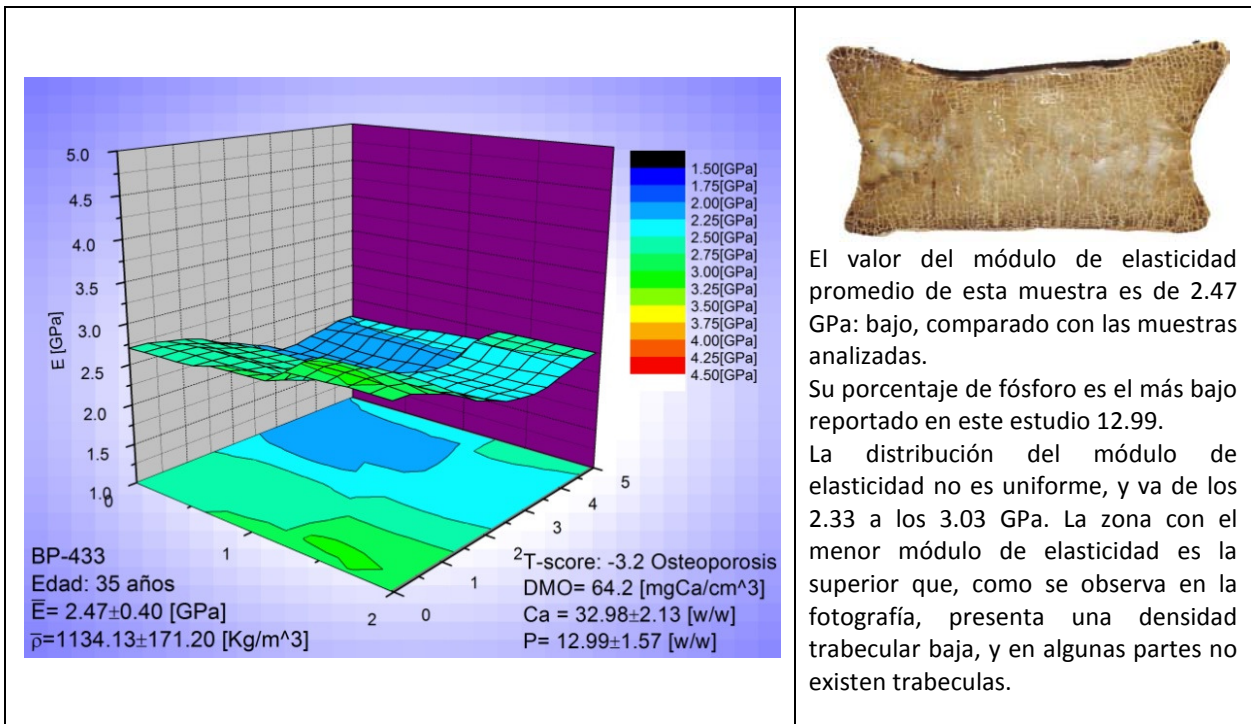 5.0
4.5
4.0
3.5
3.0
2.5
2.0
1.5
1.0
E [GPa]
0
1
2
0
1
2
3
4
5
1.50[GPa]
1.75[GPa]
2.00[GPa]
2.25[GPa]
2.50[GPa]
2.75[GPa]
3.00[GPa]
3.25[GPa]
3.50[GPa]
3.75[GPa]
4.00[GPa]
4.25[GPa]
4.50[GPa]
BP-433
Edad: 35 años
E̅= 2.47±0.40 [GPa]
ρ̅=1134.13±171.20 [Kg/m^3]
T-score: -3.2 Osteoporosis
DMO= 64.2 [mgCa/cm^3]
Ca = 32.98±2.13 [w/w]
P= 12.99±1.57 [w/w]
El valor del módulo de elasticidad
promedio de esta muestra es de 2.47
GPa: bajo, comparado con las muestras
analizadas.
Su porcentaje de fósforo es el más bajo
reportado en este estudio 12.99.
La distribución del módulo de
elasticidad no es uniforme, y va de los
2.33 a los 3.03 GPa. La zona con el
menor módulo de elasticidad es la
superior que, como se observa en la
fotografía, presenta una densidad
trabecular baja, y en algunas partes no
existen trabeculas.